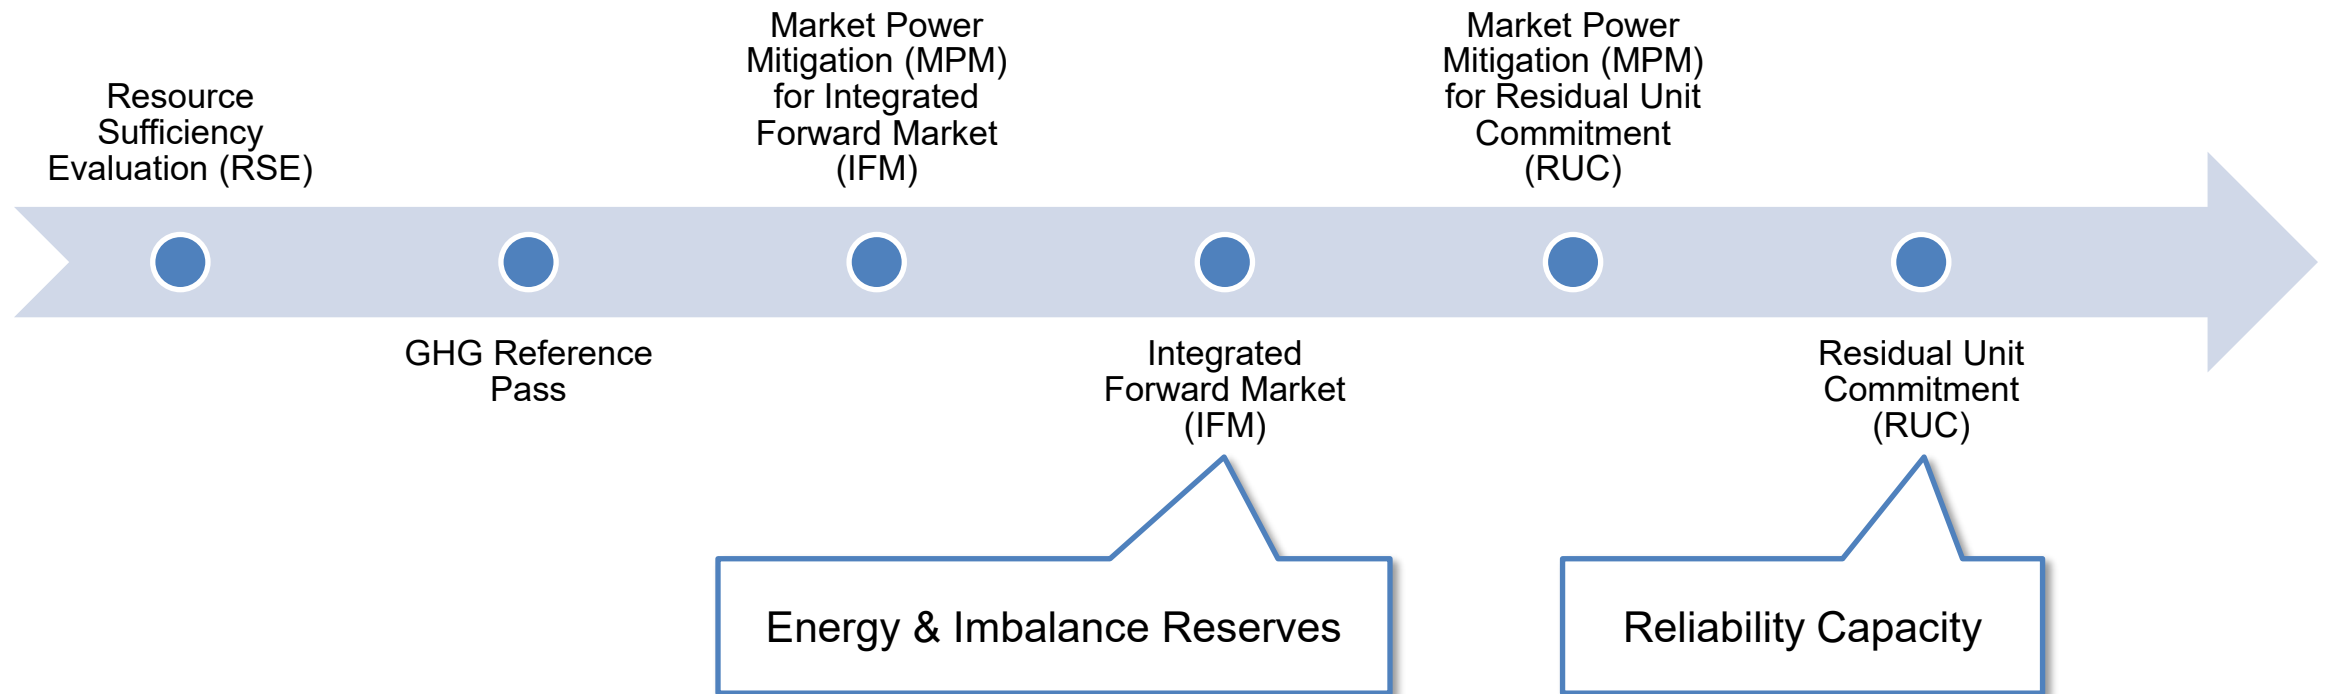 Resource
Sufficiency
Evaluation (RSE)
GHG Reference
Pass
Market Power
Mitigation (MPM)
for Integrated
Forward Market
(IFM)
Integrated
Forward Market
(IFM)
Market Power
Mitigation (MPM)
for Residual Unit
Commitment
(RUC)
Residual Unit
Commitment
(RUC)
Energy & Imbalance Reserves
Reliability Capacity